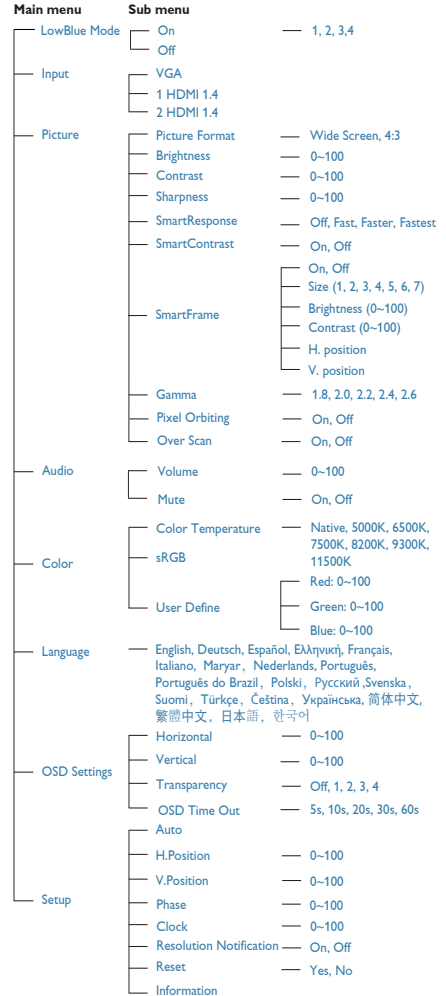 Main menu Sub menu
LowBlue Mode On 1, 2, 3,4
Off
Input VGA
1 HDMI 1.4
2 HDMI 1.4
Picture Picture Format Wide Screen, 4:3
Brightness 0~100
Contrast 0~100
Sharpness 0~100
SmartResponse Off, Fast, Faster, Fastest
SmartContrast On, Off
SmartFrame On, Off
Size (1, 2, 3, 4, 5, 6, 7)
Brightness (0~100)
Contrast (0~100)
H. position
V. position
Gamma 1.8, 2.0, 2.2, 2.4, 2.6
Pixel Orbiting On, Off
Over Scan On, Off
Audio Volume 0~100
Mute On, Off
Color Color Temperature Native, 5000K, 6500K,
7500K, 8200K, 9300K,
11500K
sRGB
User Define Red: 0~100
Green: 0~100
Blue: 0~100
Language English, Deutsch, Español, Ελληνική, Français,
Italiano, Maryar, Nederlands, Português,
Português do Brazil, Polski, Русский ,Svenska,
Suomi, Türkçe, Čeština, Українська, 简体中文,
繁體中文, 日本語, 한국어
OSD Settings Horizontal 0~100
Vertical 0~100
Transparency Off, 1, 2, 3, 4
OSD Time Out 5s, 10s, 20s, 30s, 60s
Setup Auto
H.Position 0~100
V.Position 0~100
Phase 0~100
Clock 0~100
Resolution Notification On, Off
Reset Yes, No
Information